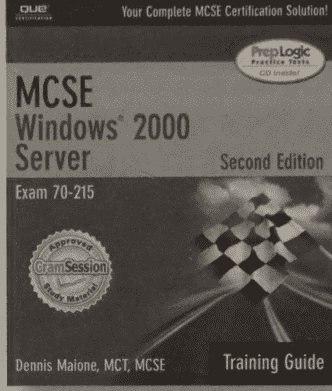 QUE
CERTIFICATION
Your Complete MCSE Certification Solution!
PrepLogic
Practice Tests
CD Inside!
MCSE
Windows® 2000
Server
Second Edition
Exam 70-215
Approved
CramSession
Study Material
Dennis Maione, MCT, MCSE
Training Guide